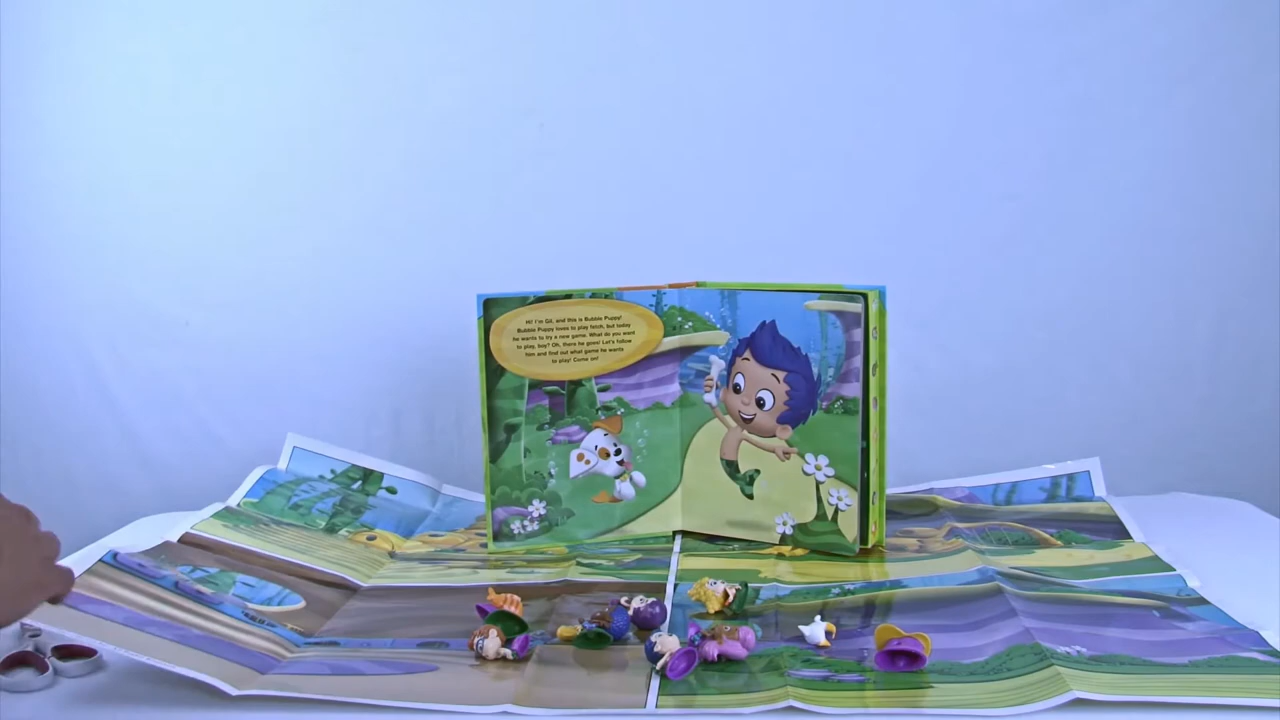 Hi! I'm Gil, and this is Bubble Puppy!
Bubble Puppy loves to play fetch, but today
he wants to try a new game. What do you want
to play, boy? Oh, there he goes! Let's follow
him and find out what game he wants
to play! Come on!